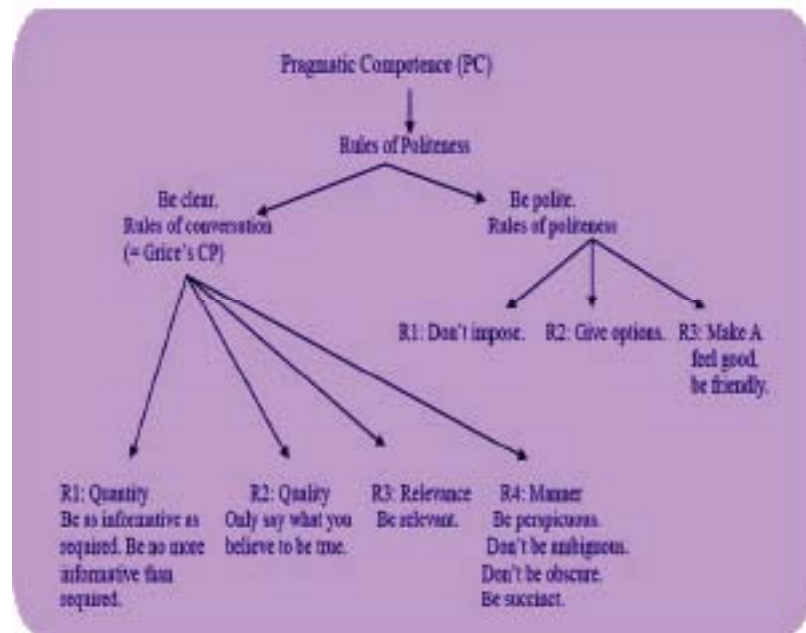 Pragmatic Competence (PC)
Rules of Politeness
Be clear.
Rules of conversation
(= Grice's CP)
Be polite.
Rules of politeness
R1: Don't impose.
R2: Give options.
R3: Make A
feel good,
be friendly.
R1: Quantity
Be as informative as
required. Be no more
informative than
required.
R2: Quality
Only say what you
believe to be true.
R3: Relevance
Be relevant.
R4: Manner
Be perspicuous.
Don't be ambiguous.
Don't be obscure.
Be succinct.